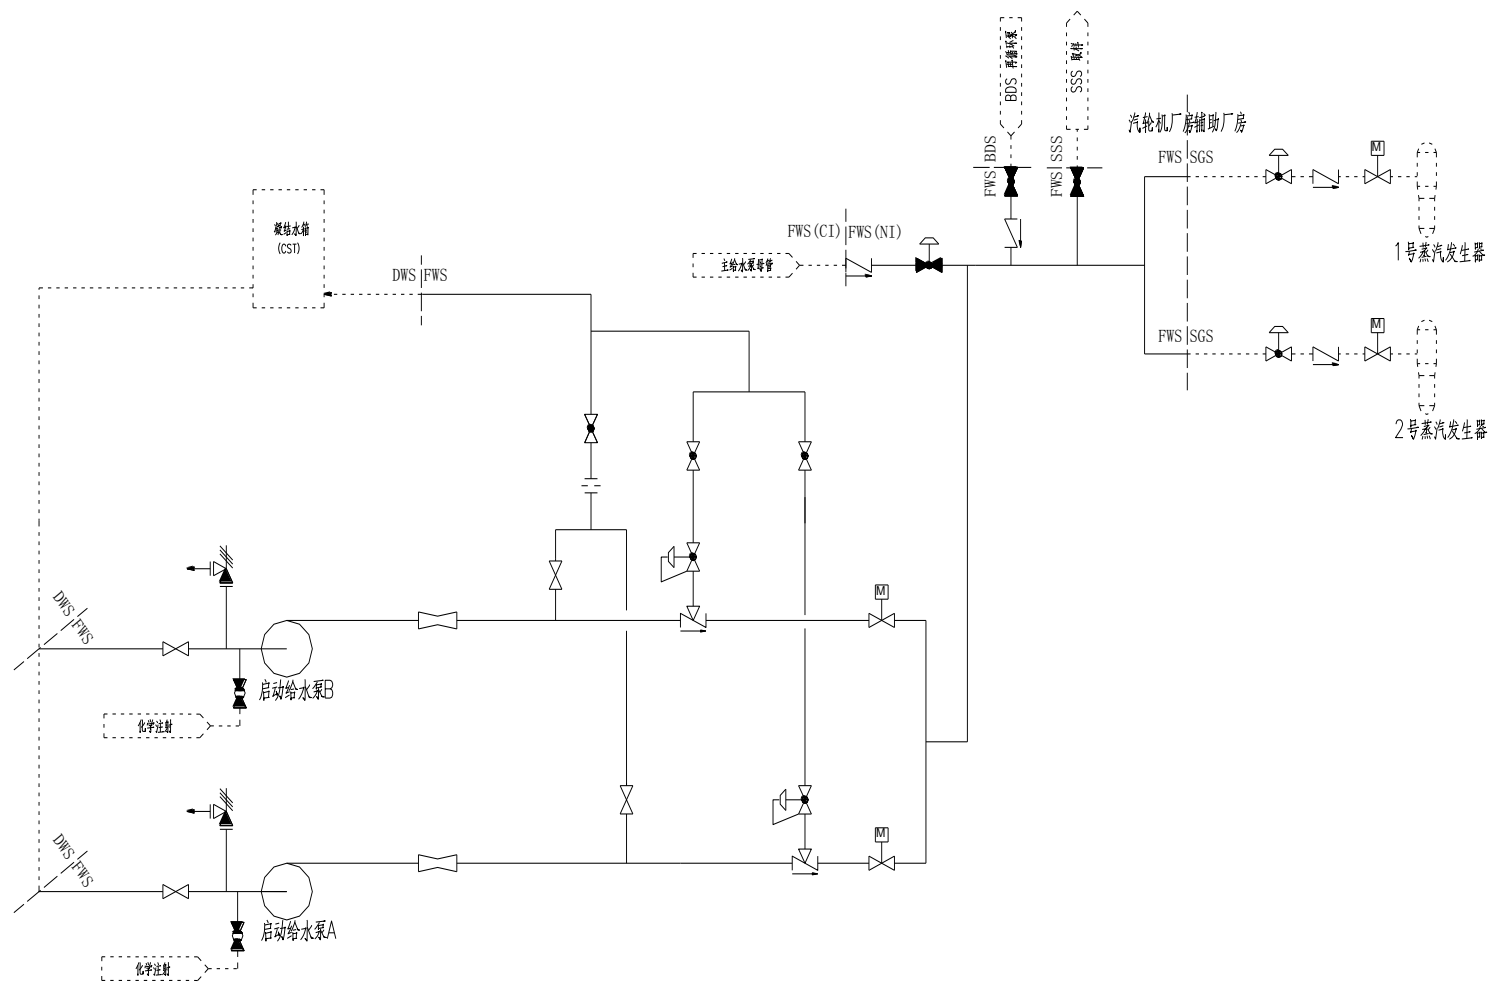 BDS 再循环泵
SSS 取样
FWS BDS
FWS SSS
汽轮机厂房 辅助厂房
FWS SGS
M
1号蒸汽发生器
凝结水箱
(CST)
FWS(CI) FWS(NI)
主给水泵母管
DWS FWS
FWS SGS
M
2号蒸汽发生器
DWS
FWS
M
启动给水泵B
化学注射
DWS
FWS
M
启动给水泵A
化学注射